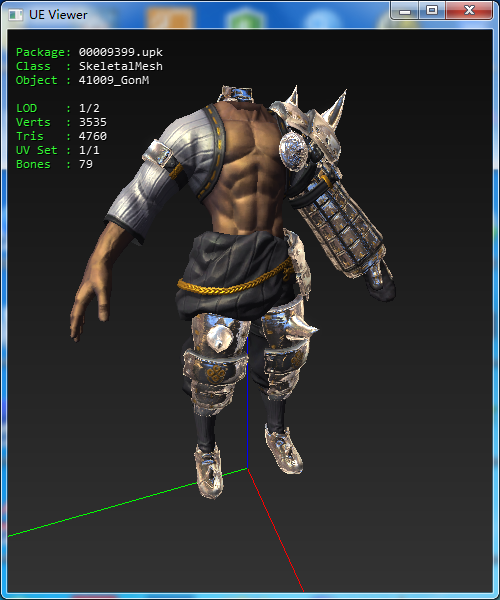 UE Viewer
Package: 00009399.upk
Class : SkeletalMesh
Object : 41009_GonM
LOD : 1/2
Verts : 3535
Tris : 4760
UV Set : 1/1
Bones : 79